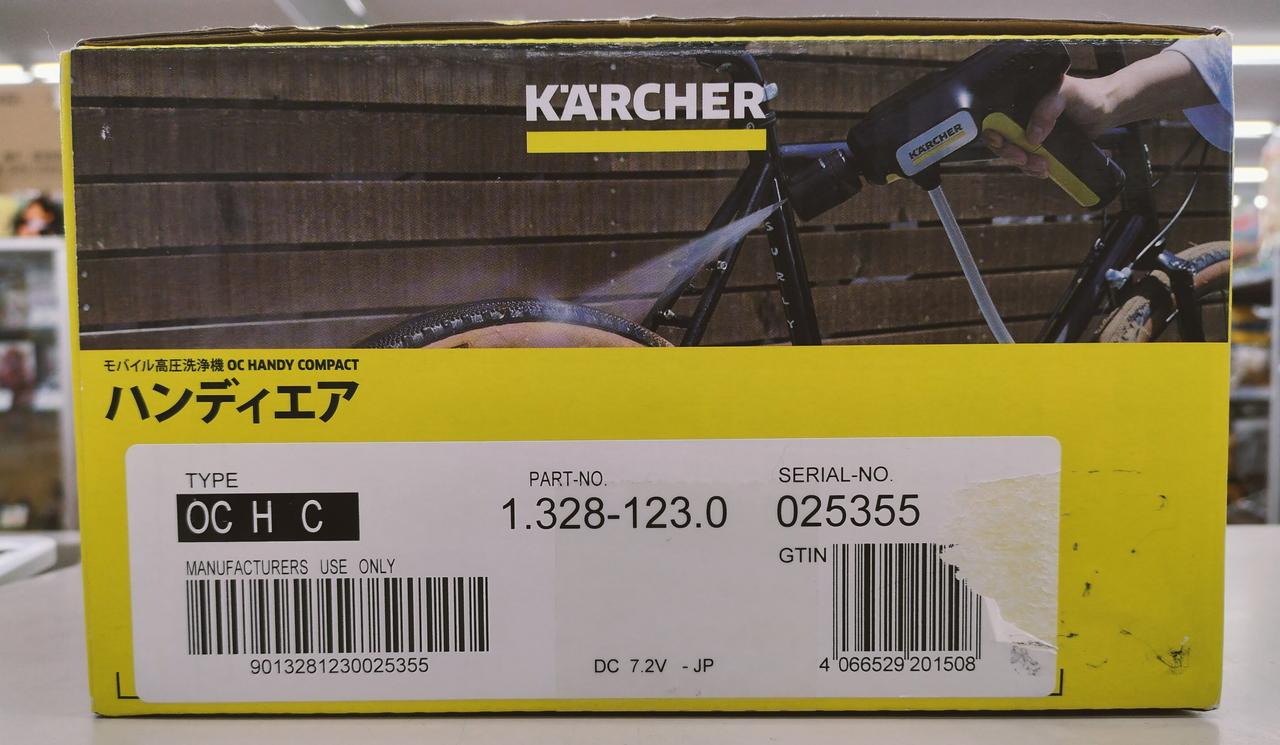 KÄRCHER
KÄRCHER
SURLY
モバイル高圧洗浄機 OC HANDY COMPACT
ハンディエア
TYPE
OC H C
PART-NO.
1.328-123.0
SERIAL-NO.
025355
MANUFACTURERS USE ONLY
9013281230025355
DC 7.2V - JP
GTIN
4 066529 201508